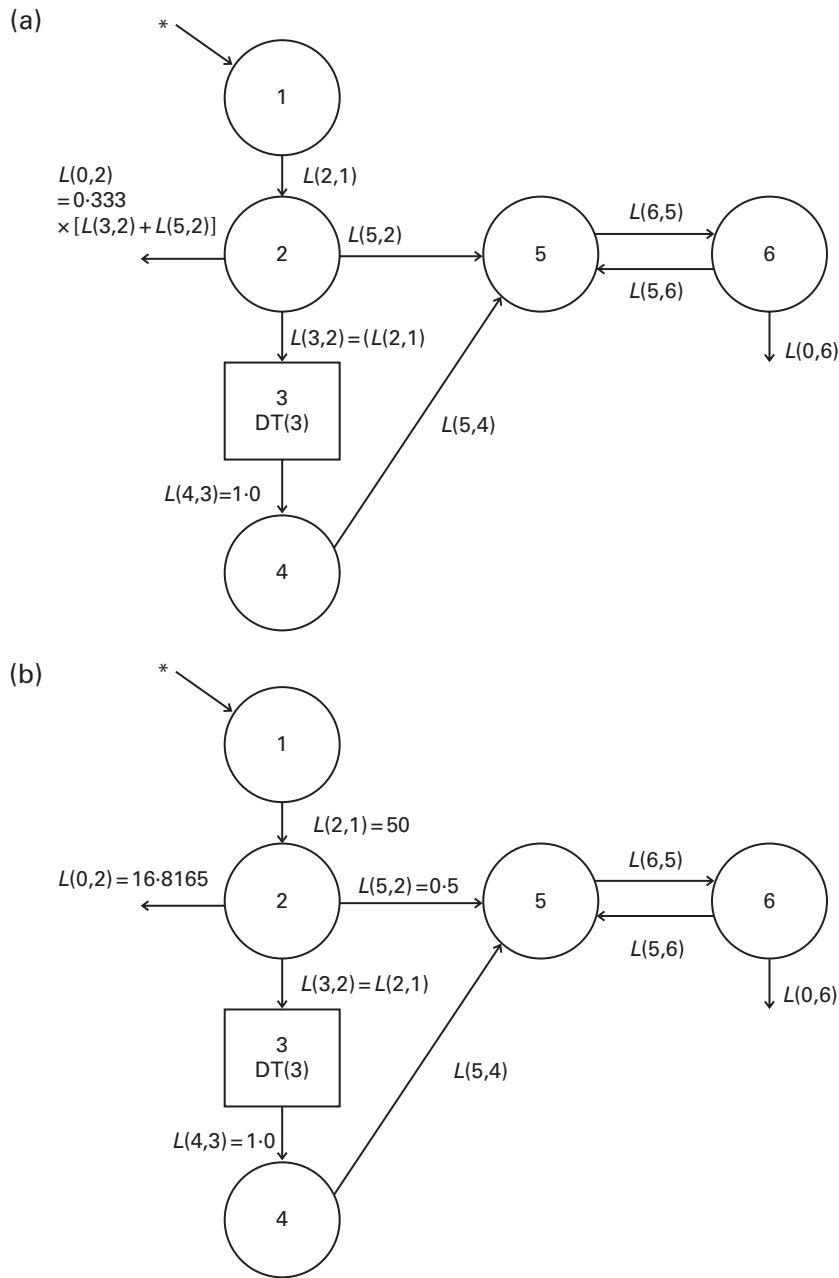 (a)
*
1
L(2,1)
L(0,2)
=0·333
×[L(3,2)+L(5,2)]
2
L(5,2)
5
L(6,5)
L(5,6)
6
L(0,6)
L(3,2)=(L(2,1)
3
DT(3)
L(5,4)
L(4,3)=1·0
4
(b)
*
1
L(2,1)=50
L(0,2)=16·8165
2
L(5,2)=0·5
5
L(6,5)
L(5,6)
6
L(0,6)
L(3,2)=L(2,1)
3
DT(3)
L(5,4)
L(4,3)=1·0
4